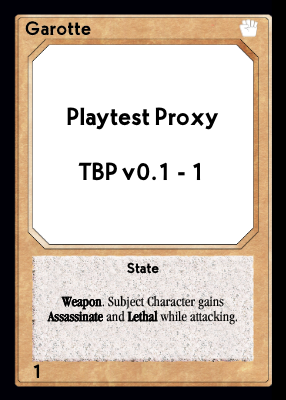 Garotte
Playtest Proxy
TBP v0.1 - 1
State
Weapon. Subject Character gains
Assassinate and Lethal while attacking.
1